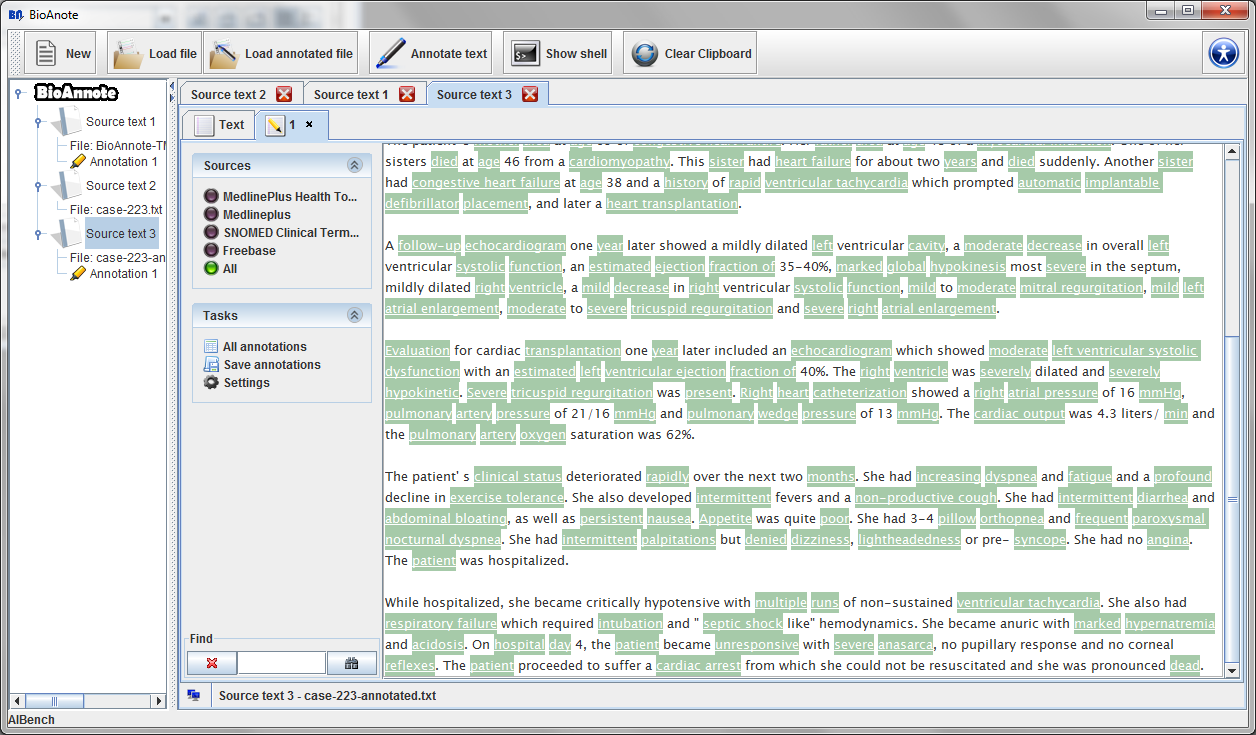 BioAnote
New
Load file
Load annotated file
Annotate text
Show shell
Clear Clipboard
BioAnnote
Source text 1
File: BioAnnote-TM
Annotation 1
Source text 2
File: case-223.txt
Source text 3
File: case-223-an
Annotation 1
Source text 2
Source text 1
Source text 3
Text
1
Sources
MedlinePlus Health To...
Medlineplus
SNOMED Clinical Term...
Freebase
All
Tasks
All annotations
Save annotations
Settings
Find
sisters died at age 46 from a cardiomyopathy. This sister had heart failure for about two years and died suddenly. Another sister
had congestive heart failure at age 38 and a history of rapid ventricular tachycardia which prompted automatic implantable
defibrillator placement, and later a heart transplantation.
A follow-up echocardiogram one year later showed a mildly dilated left ventricular cavity, a moderate decrease in overall left
ventricular systolic function, an estimated ejection fraction of 35-40%, marked global hypokinesis most severe in the septum,
mildly dilated right ventricle, a mild decrease in right ventricular systolic function, mild to moderate mitral regurgitation, mild left
atrial enlargement, moderate to severe tricuspid regurgitation and severe right atrial enlargement.
Evaluation for cardiac transplantation one year later included an echocardiogram which showed moderate left ventricular systolic
dysfunction with an estimated left ventricular ejection fraction of 40%. The right ventricle was severely dilated and severely
hypokinetic. Severe tricuspid regurgitation was present. Right heart catheterization showed a right atrial pressure of 16 mmHg,
pulmonary artery pressure of 21/16 mmHg and pulmonary wedge pressure of 13 mmHg. The cardiac output was 4.3 liters/ min and
the pulmonary artery oxygen saturation was 62%.
The patient' s clinical status deteriorated rapidly over the next two months. She had increasing dyspnea and fatigue and a profound
decline in exercise tolerance. She also developed intermittent fevers and a non-productive cough. She had intermittent diarrhea and
abdominal bloating, as well as persistent nausea. Appetite was quite poor. She had 3-4 pillow orthopnea and frequent paroxysmal
nocturnal dyspnea. She had intermittent palpitations but denied dizziness, lightheadedness or pre- syncope. She had no angina.
The patient was hospitalized.
While hospitalized, she became critically hypotensive with multiple runs of non-sustained ventricular tachycardia. She also had
respiratory failure which required intubation and " septic shock like" hemodynamics. She became anuric with marked hypernatremia
and acidosis. On hospital day 4, the patient became unresponsive with severe anasarca, no pupillary response and no corneal
reflexes. The patient proceeded to suffer a cardiac arrest from which she could not be resuscitated and she was pronounced dead.
Source text 3 - case-223-annotated.txt
AIBench